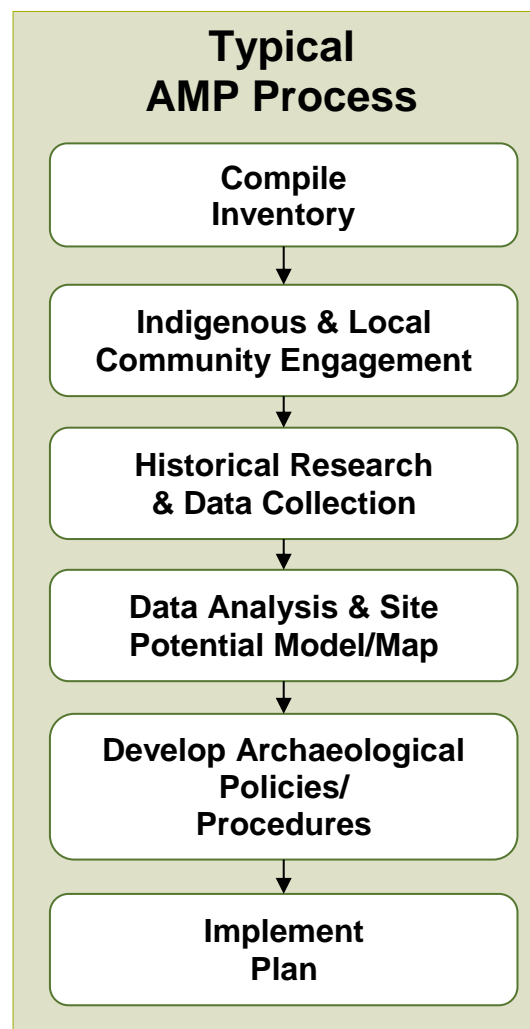 Typical
AMP Process
Compile
Inventory
Indigenous & Local
Community Engagement
Historical Research
& Data Collection
Data Analysis & Site
Potential Model/Map
Develop Archaeological
Policies/
Procedures
Implement
Plan